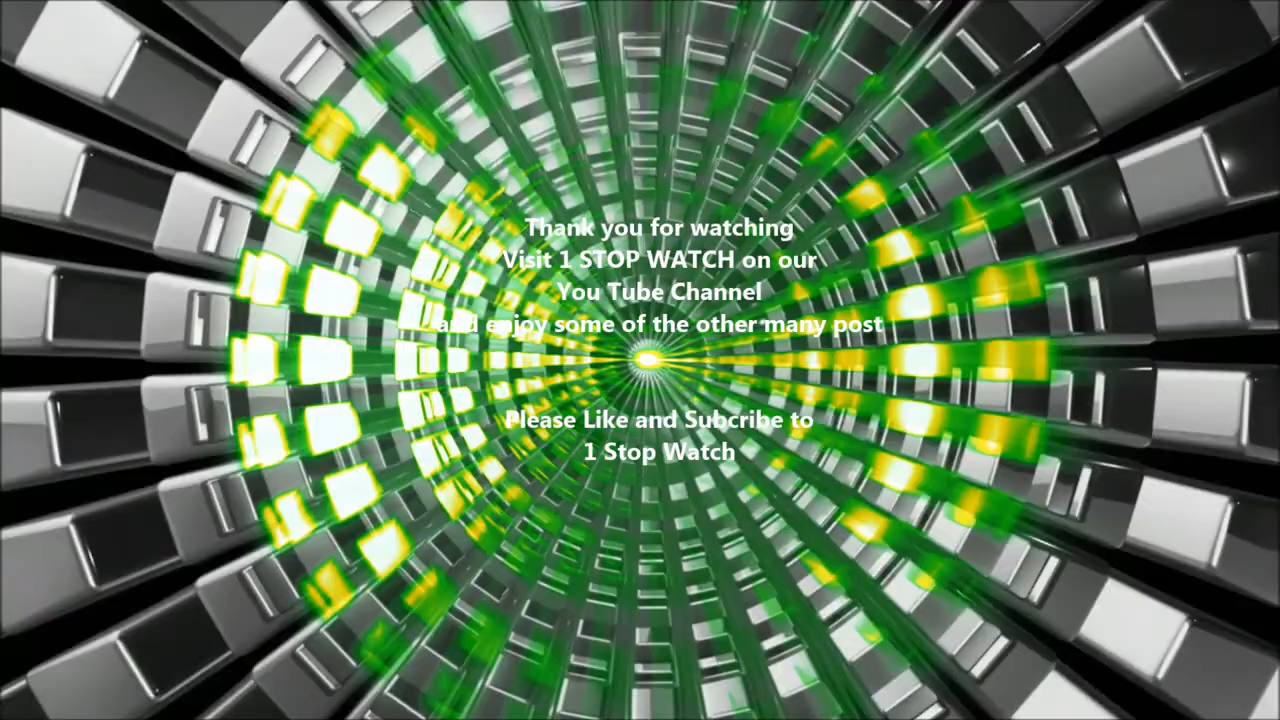 Thank you for watching
Visit 1 STOP WATCH on our
You Tube Channel
and enjoy some of the other many post
Please Like and Subcribe to
1 Stop Watch